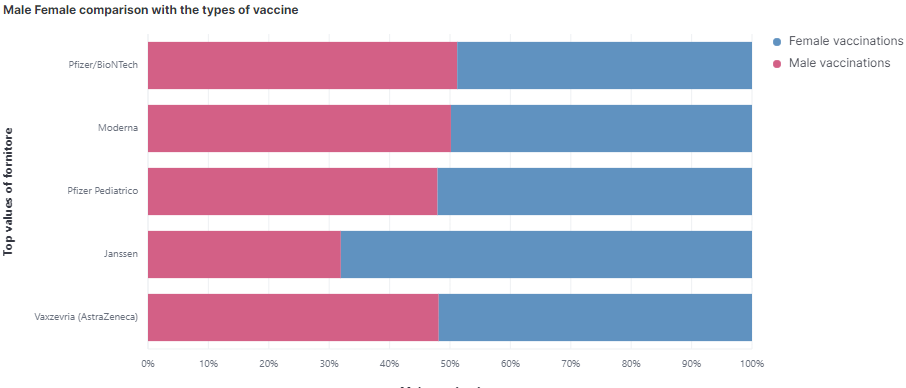 Male Female comparison with the types of vaccine
Female vaccinations
Male vaccinations
Top values of fornitore
Pfizer/BioNTech
Moderna
Pfizer Pediatrico
Janssen
Vaxzevria (AstraZeneca)
0% 10% 20% 30% 40% 50% 60% 70% 80% 90% 100%